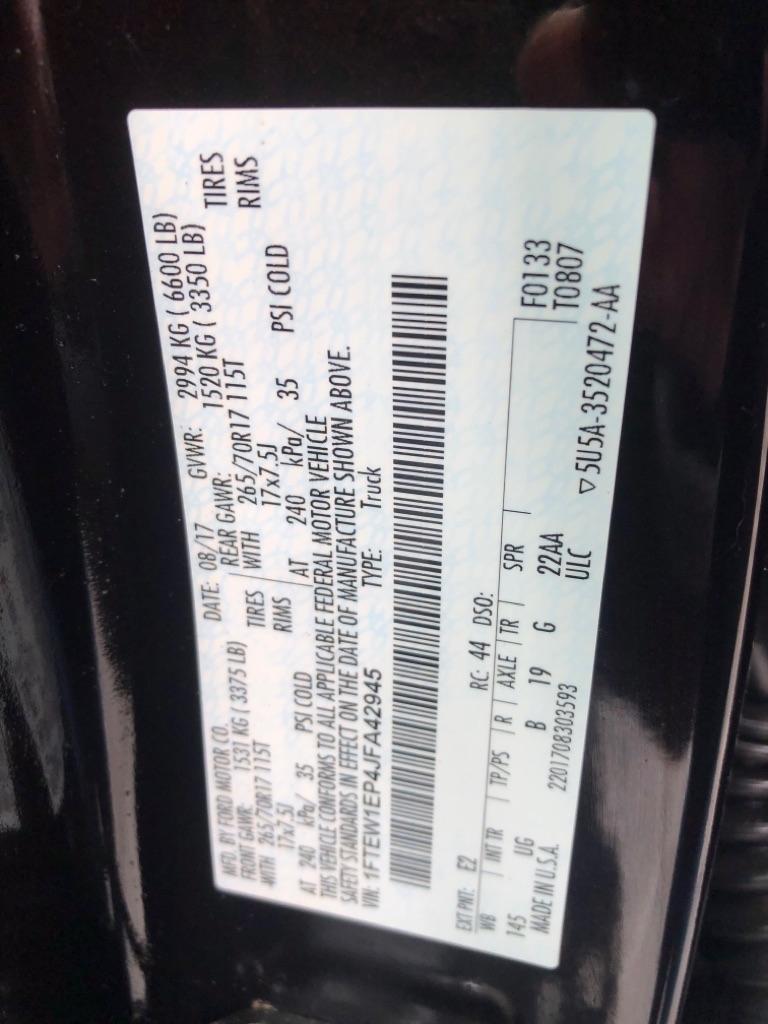 MFD. BY FORD MOTOR CO. DATE: 08/17 GVWR: 2994 KG ( 6600 LB)
FRONT GAWR: 1531 KG ( 3375 LB) REAR GAWR: 1520 KG ( 3350 LB)
WITH 265/70R17 115T TIRES WITH 265/70R17 115T TIRES
17x7.5J RIMS 17x7.5J RIMS
AT 240 kPa/ 35 PSI COLD AT 240 kPa/ 35 PSI COLD
THIS VEHICLE CONFORMS TO ALL APPLICABLE FEDERAL MOTOR VEHICLE
SAFETY STANDARDS IN EFFECT ON THE DATE OF MANUFACTURE SHOWN ABOVE.
VIN: 1FTEW1EP4JFA42945 TYPE: Truck
EXT PNT: E2 RC: 44 DSO:
WB INT TR TP/PS R AXLE TR SPR F0133
145 UG B 19 G 22AA T0807
MADE IN U.S.A. 2201708303593 ULC
▽5U5A-3520472-AA